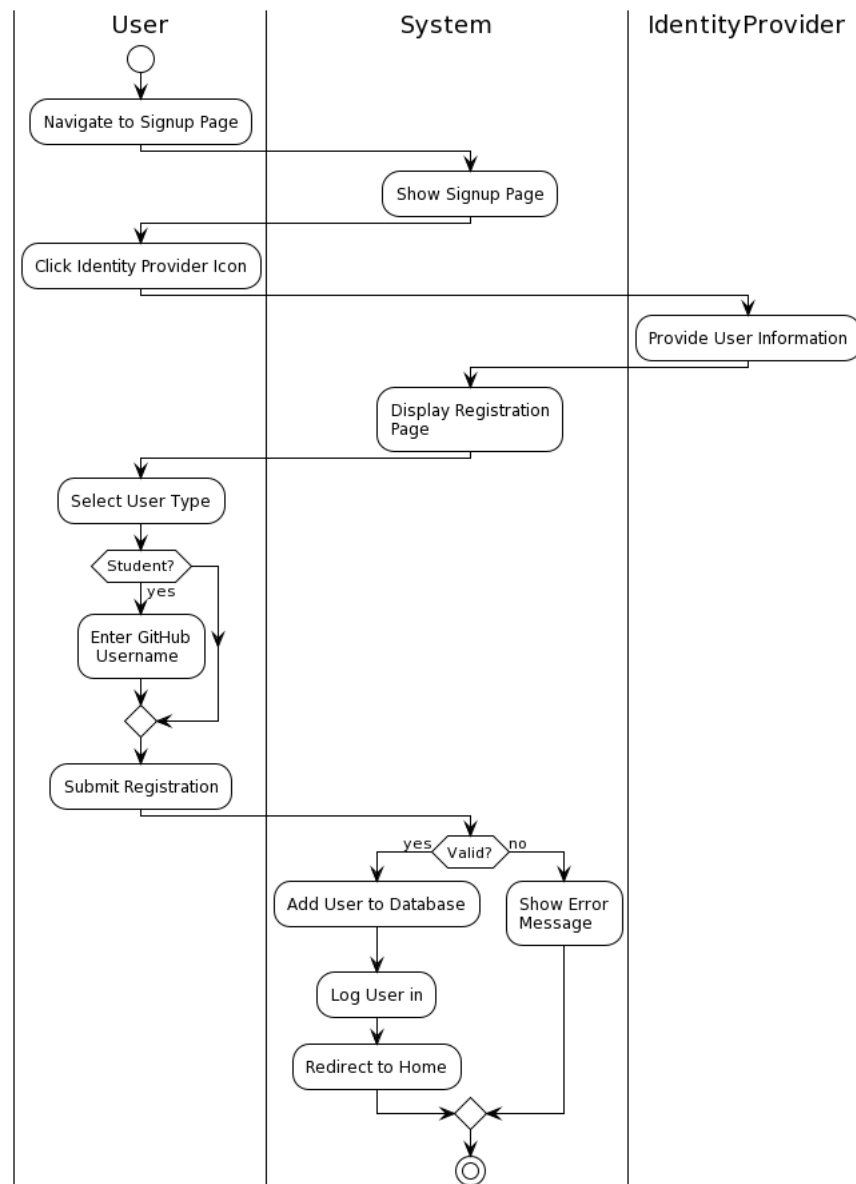 User
System
IdentityProvider
Navigate to Signup Page
Show Signup Page
Click Identity Provider Icon
Provide User Information
Display Registration
Page
Select User Type
Student?
yes
Enter GitHub
Username
Submit Registration
yes
Valid?
no
Add User to Database
Show Error
Message
Log User in
Redirect to Home